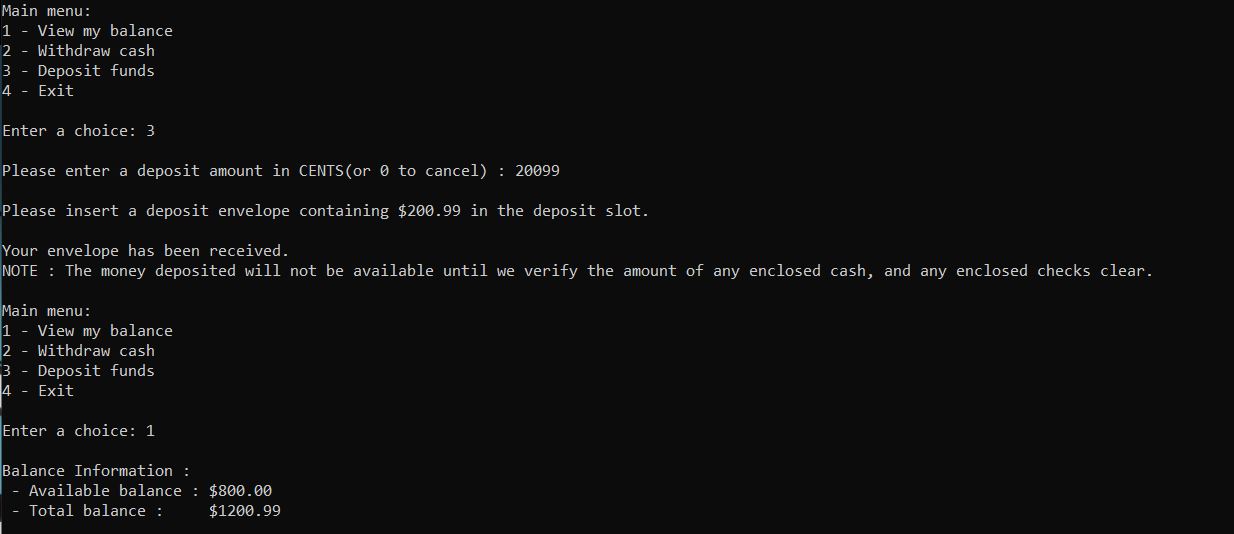 Main menu:
1 - View my balance
2 - Withdraw cash
3 - Deposit funds
4 - Exit
Enter a choice: 3
Please enter a deposit amount in CENTS(or 0 to cancel) : 20099
Please insert a deposit envelope containing $200.99 in the deposit slot.
Your envelope has been received.
NOTE : The money deposited will not be available until we verify the amount of any enclosed cash, and any enclosed checks clear.
Main menu:
1 - View my balance
2 - Withdraw cash
3 - Deposit funds
4 - Exit
Enter a choice: 1
Balance Information :
 - Available balance : $800.00
 - Total balance :     $1200.99